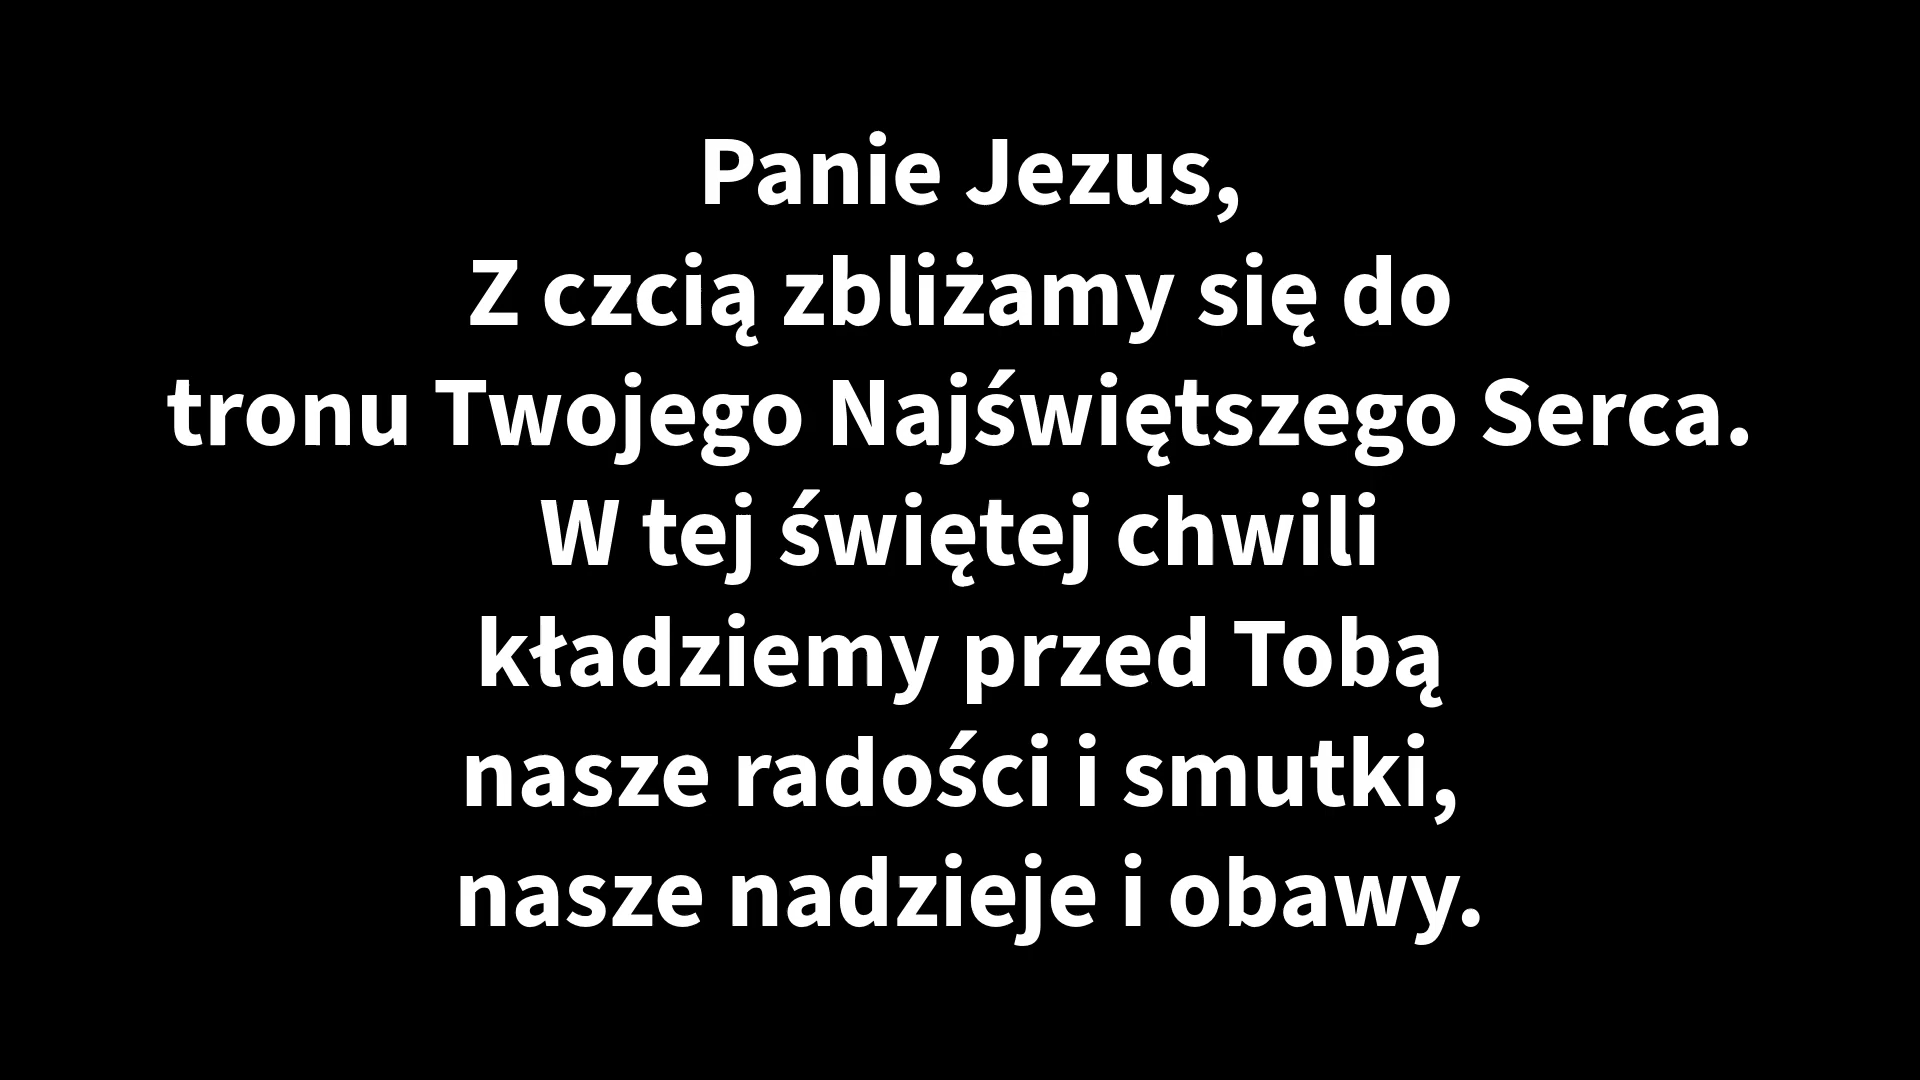 Panie Jezus,
Z czcią zbliżamy się do
tronu Twojego Najświętszego Serca.
W tej świętej chwili
kładziemy przed Tobą
nasze radości i smutki,
nasze nadzieje i obawy.